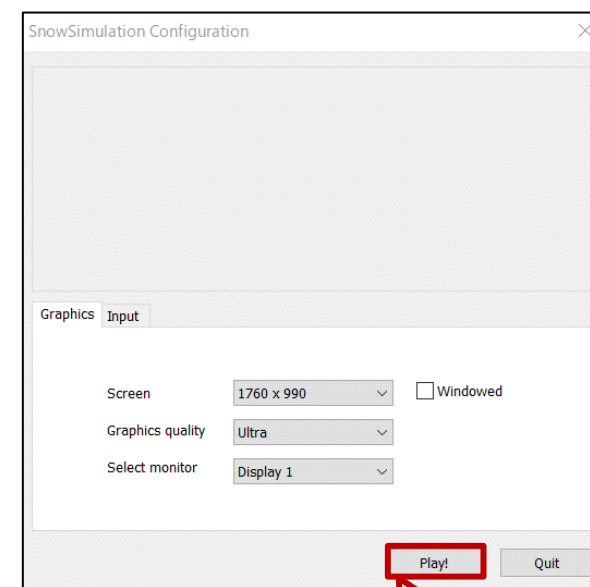 SnowSimulation Configuration
Graphics Input
Screen 1760 x 990 Windowed
Graphics quality Ultra
Select monitor Display 1
Play! Quit